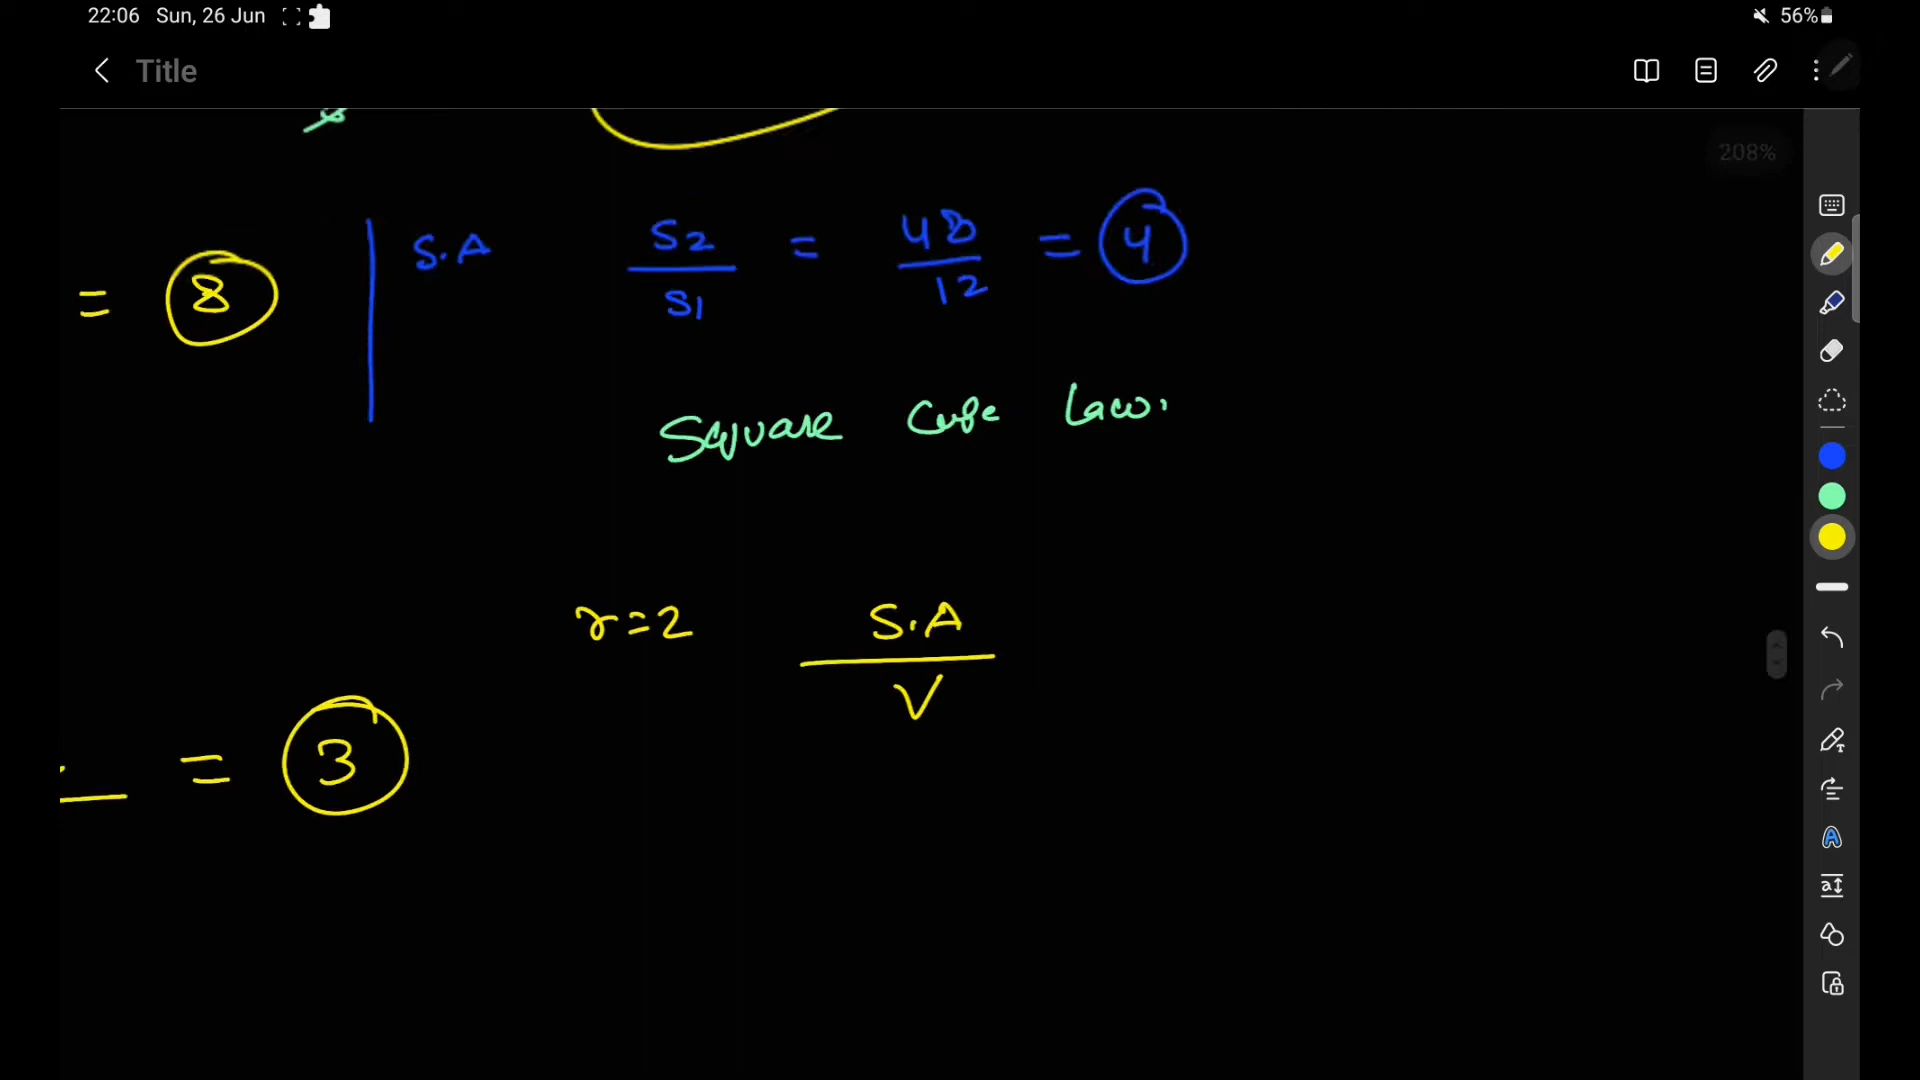 22:06 Sun, 26 Jun 56%
Title
208%
= 8
S.A S2/S1 = 48/12 = 4
Square Cube Law.
r=2 S.A/V
= 3